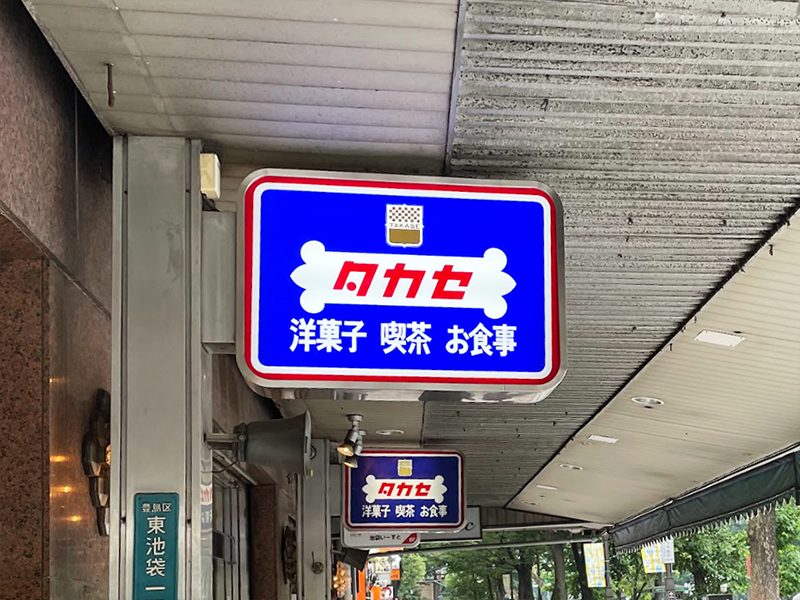 TAKASE
タカセ
洋菓子 喫茶 お食事
タカセ
洋菓子 喫茶 お食事
豊島区
東池袋一